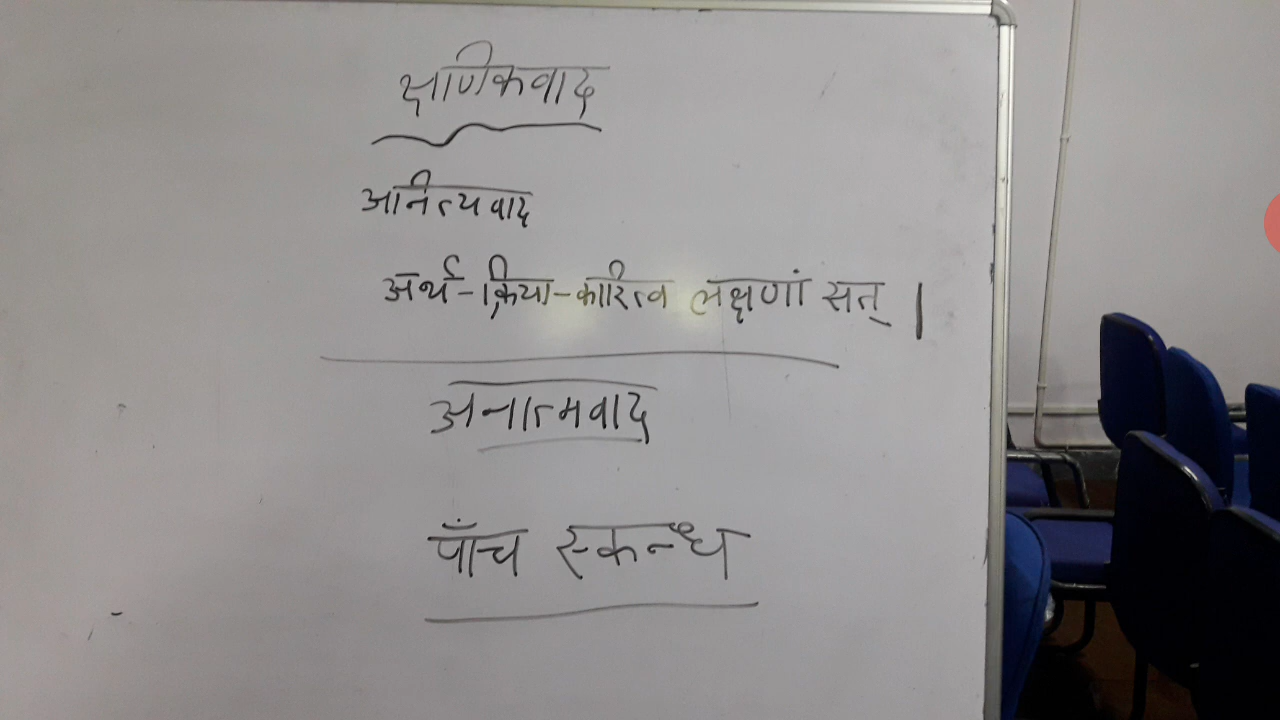 क्षणिकवाद
अनित्यवाद
अर्थ-क्रिया-कारित्व लक्षणां सत् |
अनात्मवाद
पाँच स्कन्ध